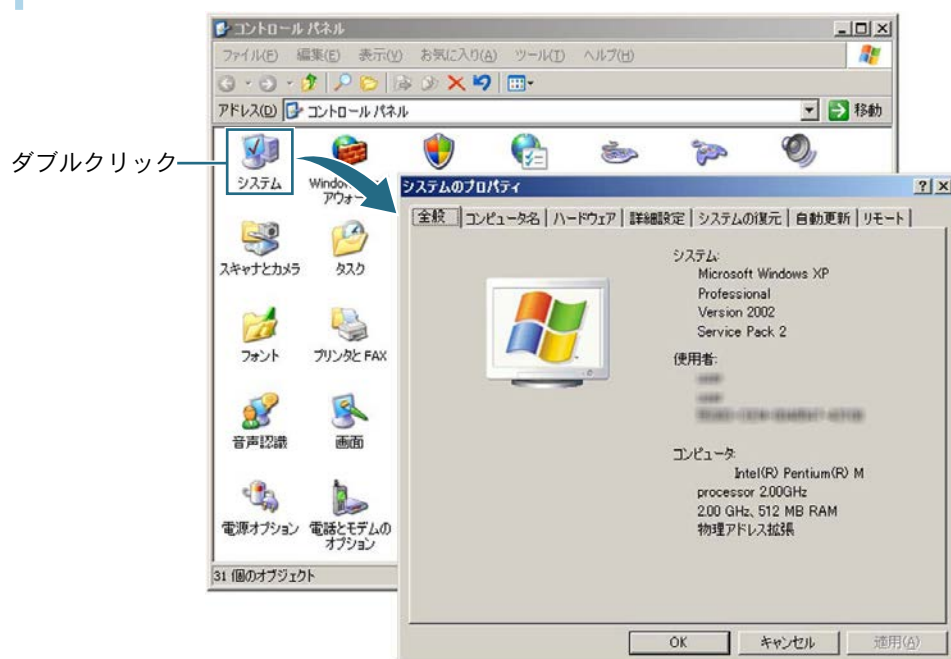 コントロール パネル
ファイル(F) 編集(E) 表示(V) お気に入り(A) ツール(T) ヘルプ(H)
アドレス(D) コントロール パネル 移動
ダブルクリック
システム
アウォー
スキャナとカメラ タスク
フォント プリンタと FAX
音声認識 画面
電源オプション 電話とモデムの
オプション
31 個のオブジェクト
システムのプロパティ
全般 コンピュータ名 ハードウェア 詳細設定 システムの復元 自動更新 リモート
システム:
Microsoft Windows XP
Professional
Version 2002
Service Pack 2
使用者:
コンピュータ:
Intel(R) Pentium(R) M
processor 2.00GHz
2.00 GHz、512 MB RAM
物理アドレス拡張
OK キャンセル 適用(A)